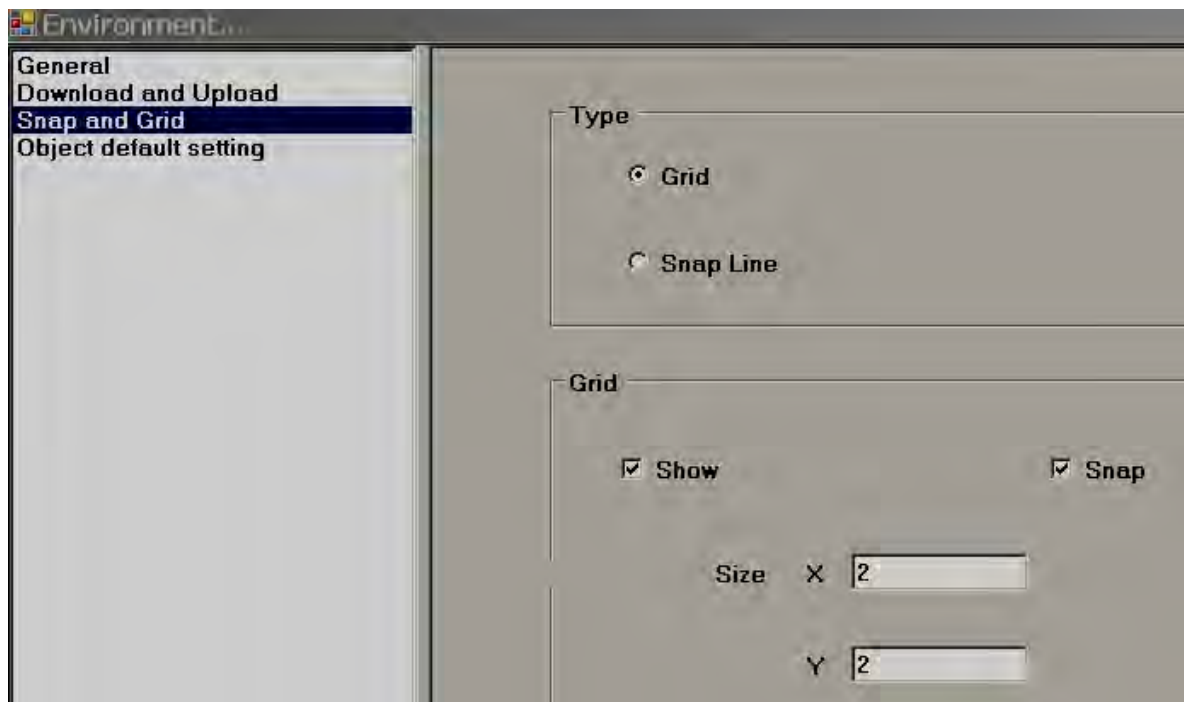 Environment...
General
Download and Upload
Snap and Grid
Object default setting
Type
Grid
Snap Line
Grid
Show Snap
Size X 2
Y 2